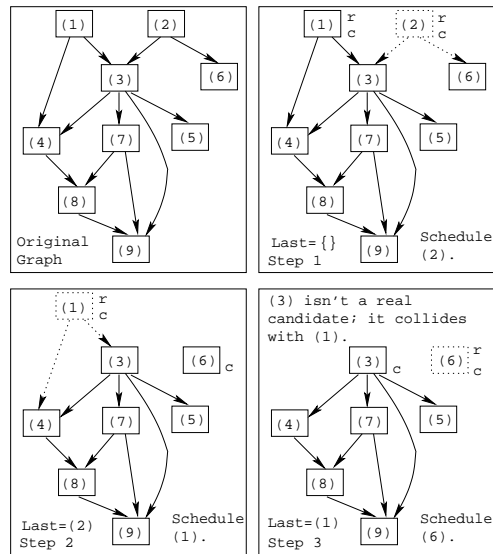 (1)
(2)
(3)
(6)
(4)
(7)
(5)
(8)
(9)
Original
Graph
(1)
r
c
(2)
r
c
(3)
(6)
(4)
(7)
(5)
(8)
(9)
Last={}
Step 1
Schedule
(2).
(1)
r
c
(3)
(6)
c
(4)
(7)
(5)
(8)
(9)
Last=(2)
Step 2
Schedule
(1).
(3) isn't a real
candidate; it collides
with (1).
(3)
c
(6)
r
c
(4)
(7)
(5)
(8)
(9)
Last=(1)
Step 3
Schedule
(6).